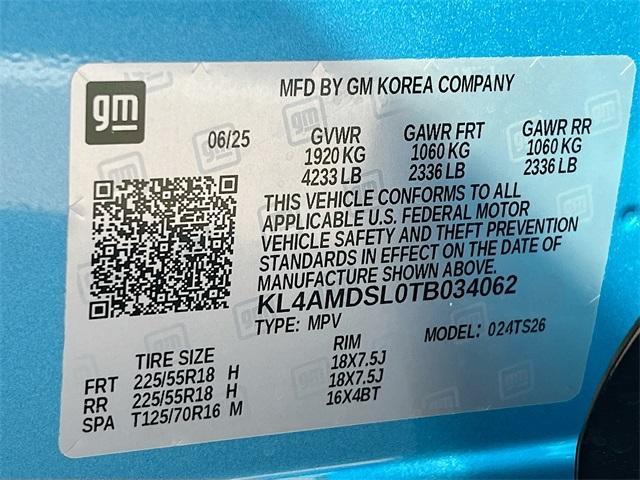 gm
MFD BY GM KOREA COMPANY
06/25
GVWR
1920 KG
4233 LB
GAWR FRT
1060 KG
2336 LB
GAWR RR
1060 KG
2336 LB
THIS VEHICLE CONFORMS TO ALL
APPLICABLE U.S. FEDERAL MOTOR
VEHICLE SAFETY AND THEFT PREVENTION
STANDARDS IN EFFECT ON THE DATE OF
MANUFACTURE SHOWN ABOVE.
KL4AMDSL0TB034062
TYPE: MPV
MODEL: 024TS26
TIRE SIZE
RIM
FRT 225/55R18 H 18X7.5J
RR 225/55R18 H 18X7.5J
SPA T125/70R16 M 16X4BT